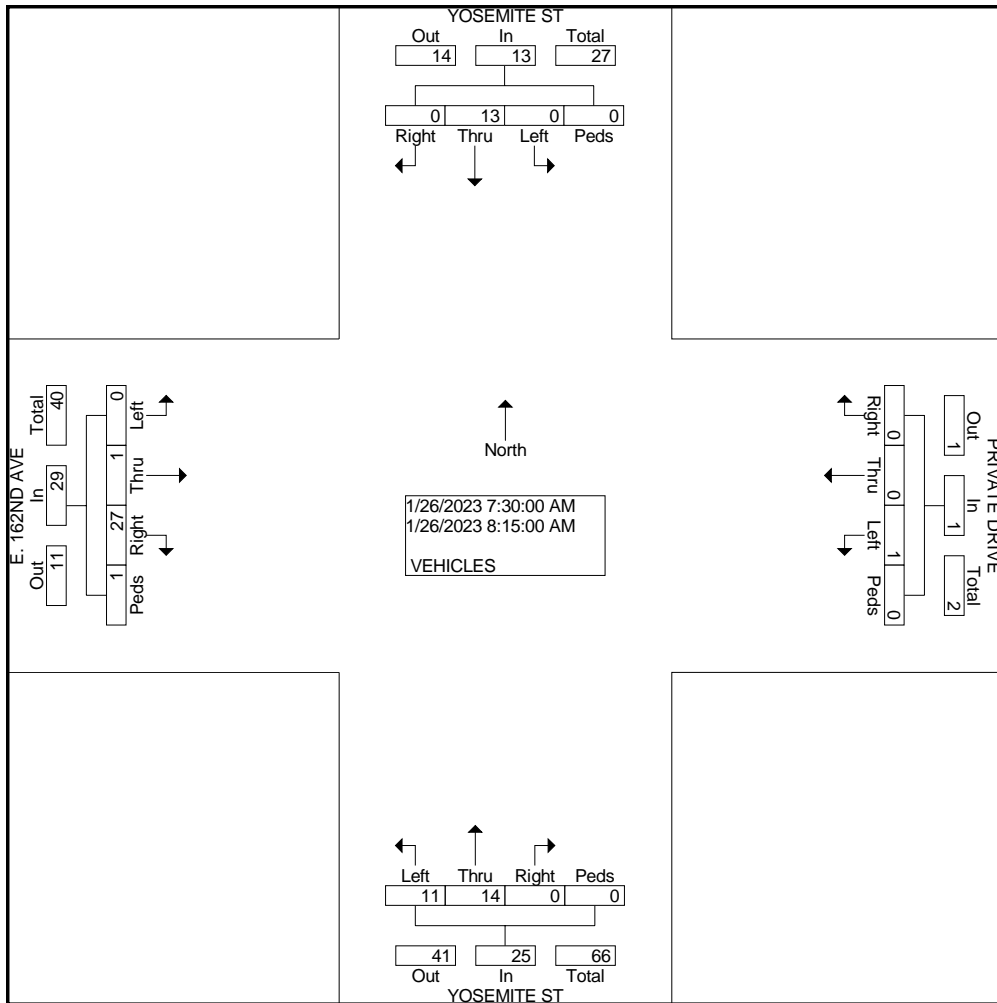 YOSEMITE ST
Out In Total
14 13 27
0 13 0 0
Right Thru Left Peds
E. 162ND AVE
Out In Total
11 29 40
1 27 1 0
Peds Right Thru Left
North
1/26/2023 7:30:00 AM
1/26/2023 8:15:00 AM
VEHICLES
PRIVATE DRIVE
Out In Total
1 1 2
0 0 1 0
Right Thru Left Peds
Left Thru Right Peds
11 14 0 0
41 25 66
Out In Total
YOSEMITE ST